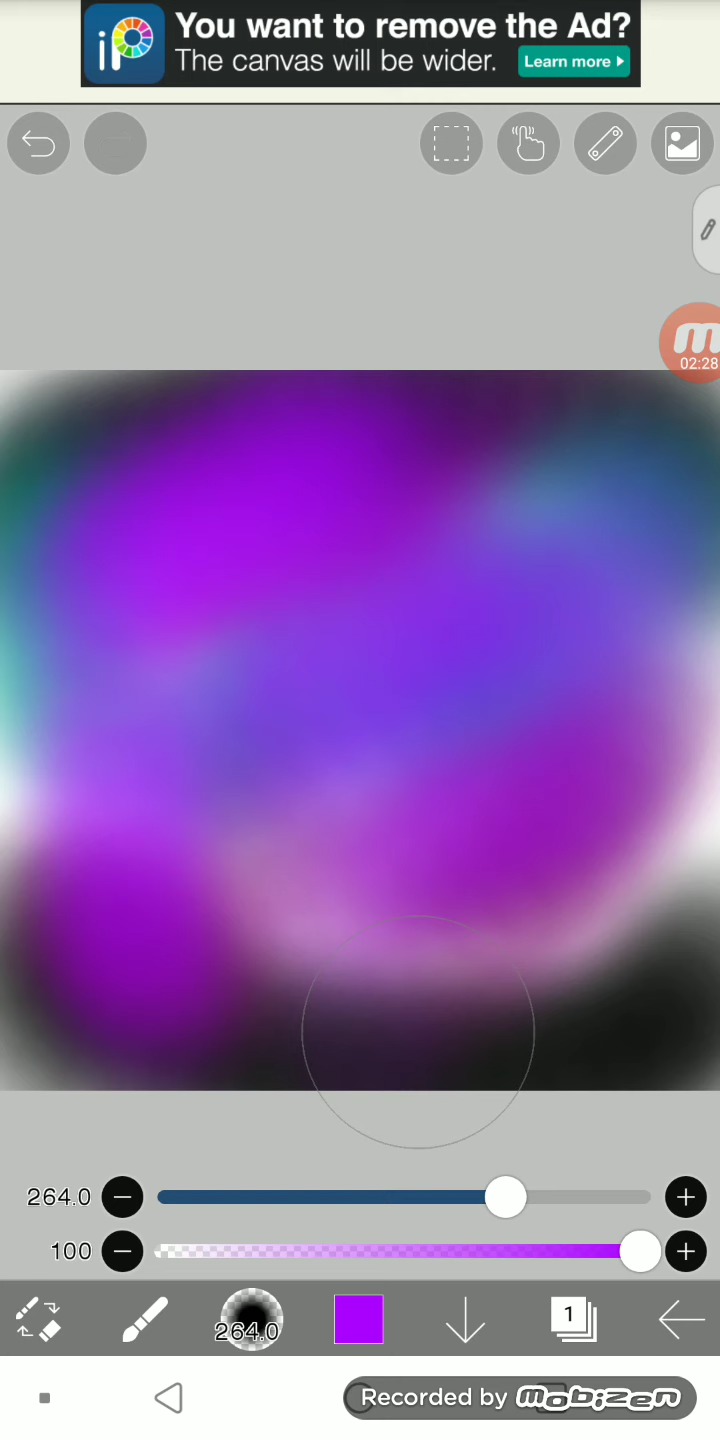 You want to remove the Ad?
iP
The canvas will be wider.
Learn more
02:28
264.0
100
264.0
1
Recorded by mobizen